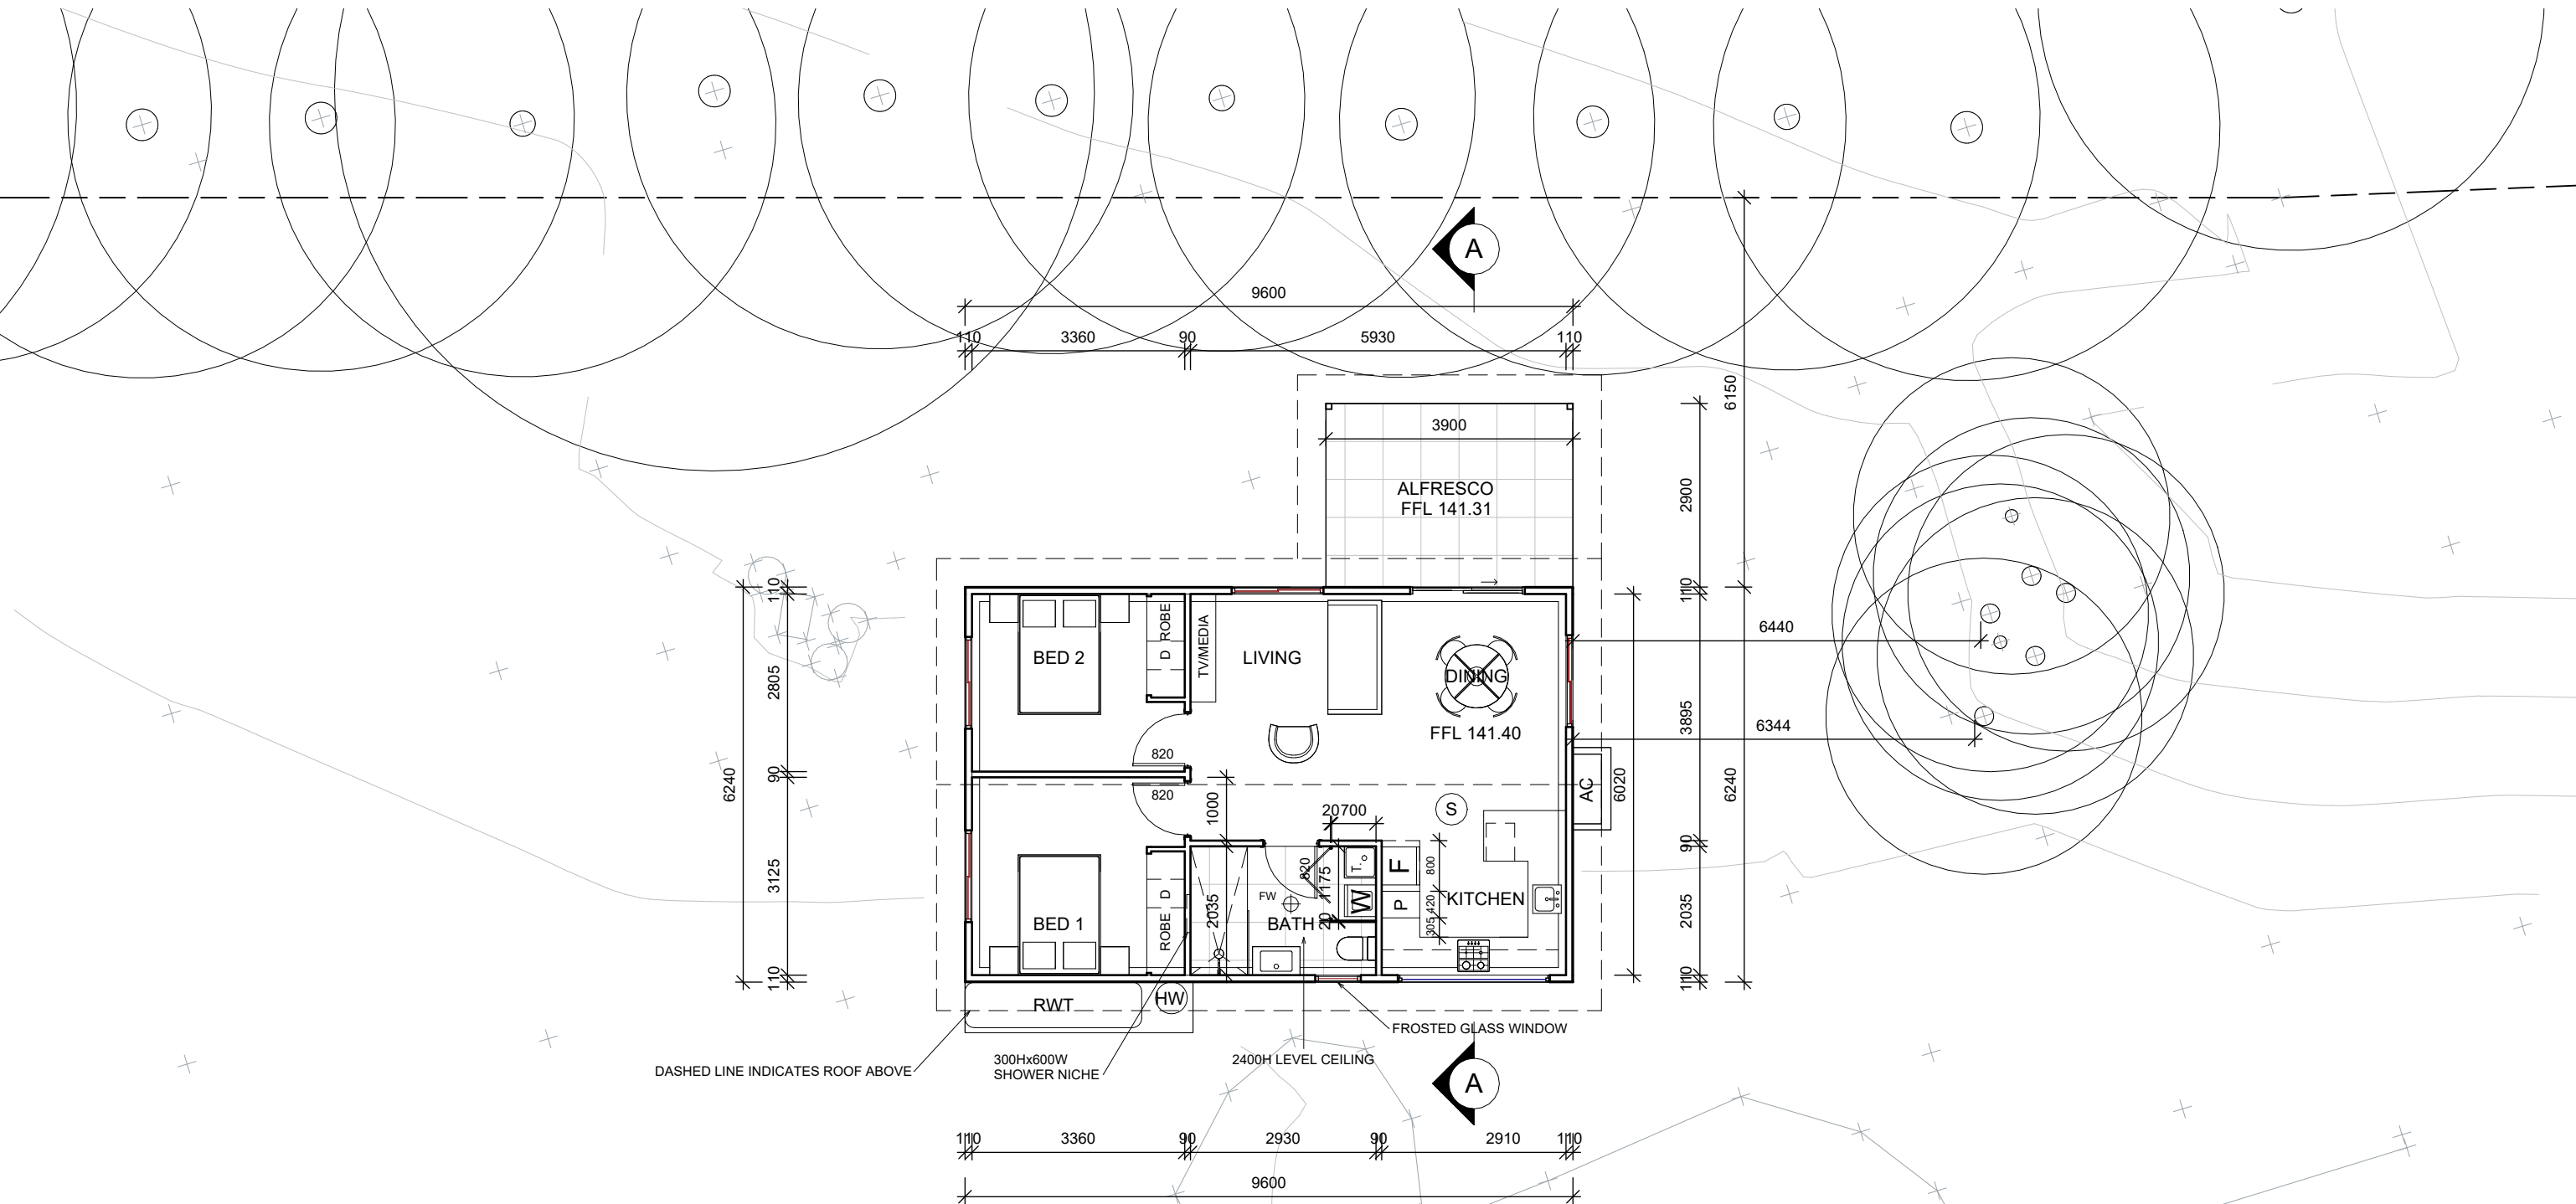 A
9600
110 3360 90 5930 110
6150
3900
ALFRESCO
FFL 141.31
2900
110
110
BED 2
D ROBE
TV/MEDIA
LIVING
DINING
FFL 141.40
6440
6344
2805
3895
820
820
90
6240
1000
20700
S
AC
6020
6240
90
3125
2035
820
1175
20
T.
W
F
P
800
420
305
KITCHEN
FW
BATH
BED 1
ROBE D
2035
110
110
RWT
HW
FROSTED GLASS WINDOW
300Hx600W
SHOWER NICHE
2400H LEVEL CEILING
DASHED LINE INDICATES ROOF ABOVE
A
110 3360 90 2930 90 2910 110
9600